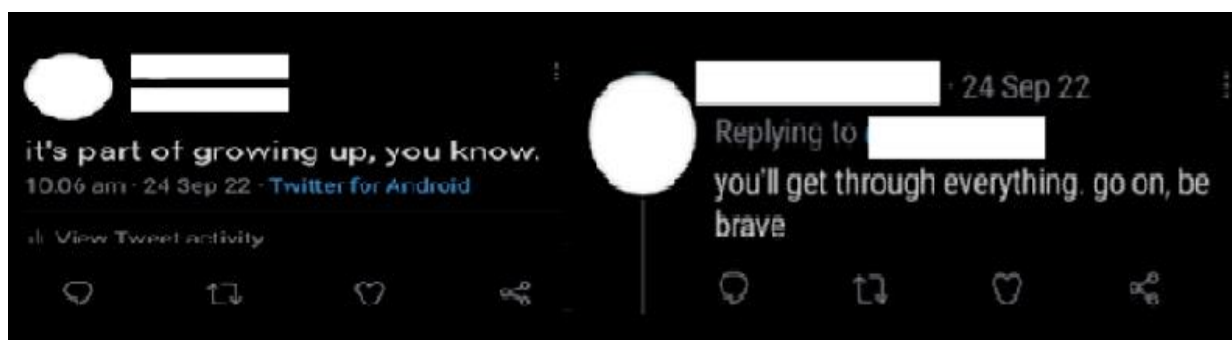 it's part of growing up, you know.
10.06 am · 24 Sep 22 · Twitter for Android
View Tweet activity
· 24 Sep 22
Replying to
you'll get through everything. go on, be
brave